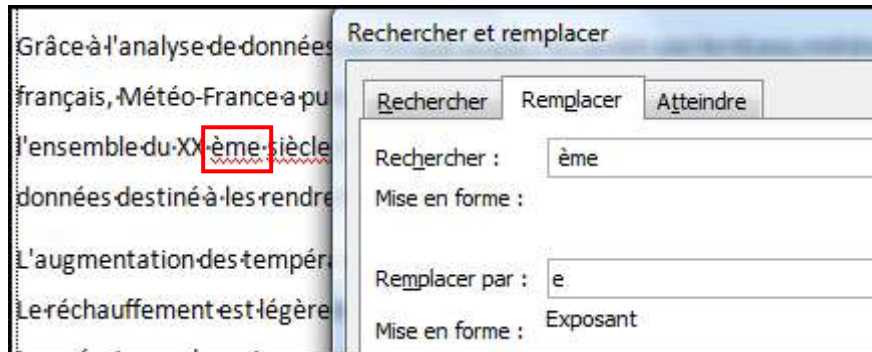 Grâce à l'analyse de données
français, Météo-France a pu
l'ensemble du XX ème siècle
données destiné à les rendre
L'augmentation des tempér
Le réchauffement est légère
Rechercher et remplacer
Rechercher Remplacer Atteindre
Rechercher : ème
Mise en forme :
Remplacer par : e
Mise en forme : Exposant